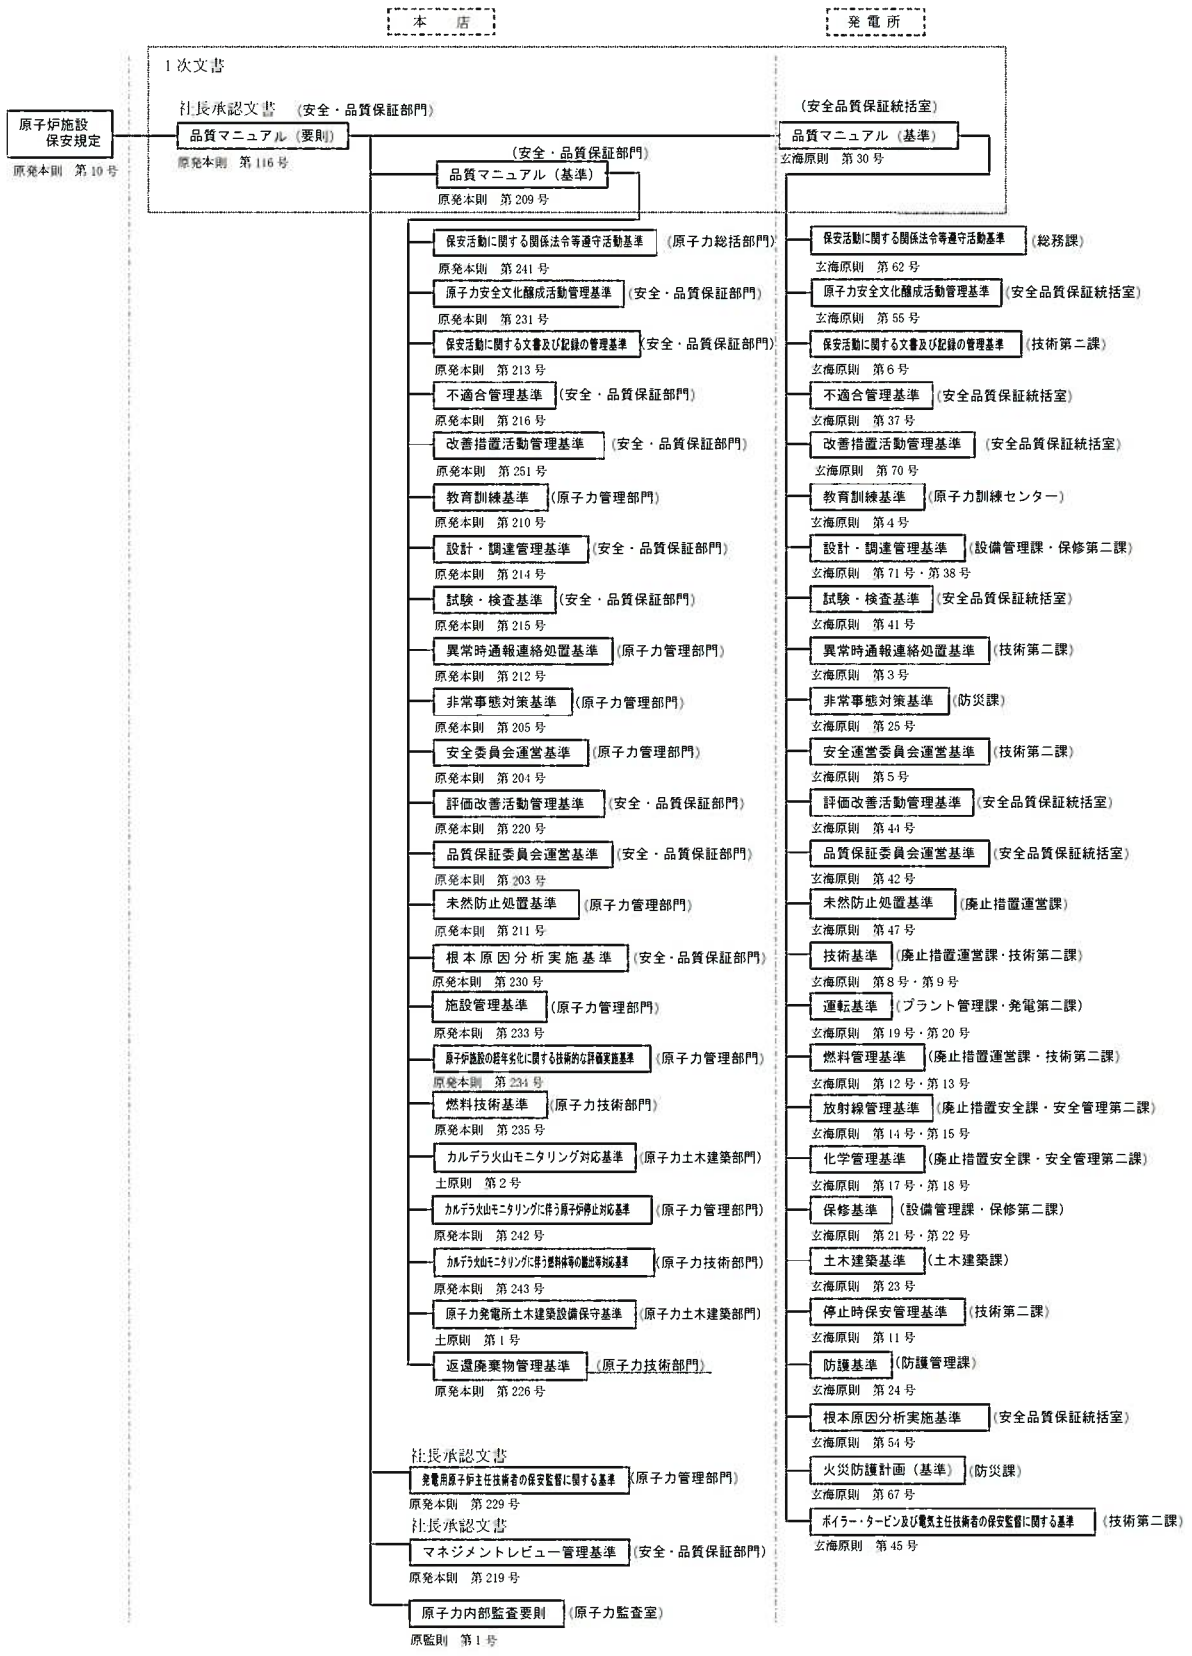 本　店
発電所
1次文書
社長承認文書 (安全・品質保証部門)
(安全品質保証統括室)
原子炉施設
保安規定
品質マニュアル (要則)
品質マニュアル (基準)
原発本則 第10号
原発本則 第116号
玄海原則 第30号
(安全・品質保証部門)
品質マニュアル (基準)
原発本則 第209号
保安活動に関する関係法令等遵守活動基準 (原子力総括部門)
原発本則 第241号
原子力安全文化醸成活動管理基準 (安全・品質保証部門)
原発本則 第231号
保安活動に関する文書及び記録の管理基準 (安全・品質保証部門)
原発本則 第213号
不適合管理基準 (安全・品質保証部門)
原発本則 第216号
改善措置活動管理基準 (安全・品質保証部門)
原発本則 第251号
教育訓練基準 (原子力管理部門)
原発本則 第210号
設計・調達管理基準 (安全・品質保証部門)
原発本則 第214号
試験・検査基準 (安全・品質保証部門)
原発本則 第215号
異常時通報連絡処置基準 (原子力管理部門)
原発本則 第212号
非常事態対策基準 (原子力管理部門)
原発本則 第205号
安全委員会運営基準 (原子力管理部門)
原発本則 第204号
評価改善活動管理基準 (安全・品質保証部門)
原発本則 第220号
品質保証委員会運営基準 (安全・品質保証部門)
原発本則 第203号
未然防止処置基準 (原子力管理部門)
原発本則 第211号
根本原因分析実施基準 (安全・品質保証部門)
原発本則 第230号
施設管理基準 (原子力管理部門)
原発本則 第233号
原子炉施設の経年劣化に関する技術的な評価実施基準 (原子力管理部門)
原発本則 第234号
燃料技術基準 (原子力技術部門)
原発本則 第235号
カルデラ火山モニタリング対応基準 (原子力土木建築部門)
土原則 第2号
カルデラ火山モニタリングに伴う原子炉停止対応基準 (原子力管理部門)
原発本則 第242号
カルデラ火山モニタリングに伴う燃料体等の搬出等対応基準 (原子力技術部門)
原発本則 第243号
原子力発電所土木建築設備保守基準 (原子力土木建築部門)
土原則 第1号
返還廃棄物管理基準 (原子力技術部門)
原発本則 第226号
社長承認文書
発電用原子炉主任技術者の保安監督に関する基準 (原子力管理部門)
原発本則 第229号
社長承認文書
マネジメントレビュー管理基準 (安全・品質保証部門)
原発本則 第219号
原子力内部監査要則 (原子力監査室)
原監則 第1号
保安活動に関する関係法令等遵守活動基準 (総務課)
玄海原則 第62号
原子力安全文化醸成活動管理基準 (安全品質保証統括室)
玄海原則 第55号
保安活動に関する文書及び記録の管理基準 (技術第二課)
玄海原則 第6号
不適合管理基準 (安全品質保証統括室)
玄海原則 第37号
改善措置活動管理基準 (安全品質保証統括室)
玄海原則 第70号
教育訓練基準 (原子力訓練センター)
玄海原則 第4号
設計・調達管理基準 (設備管理課・保修第二課)
玄海原則 第71号・第38号
試験・検査基準 (安全品質保証統括室)
玄海原則 第41号
異常時通報連絡処置基準 (技術第二課)
玄海原則 第3号
非常事態対策基準 (防災課)
玄海原則 第25号
安全運営委員会運営基準 (技術第二課)
玄海原則 第5号
評価改善活動管理基準 (安全品質保証統括室)
玄海原則 第44号
品質保証委員会運営基準 (安全品質保証統括室)
玄海原則 第42号
未然防止処置基準 (廃止措置運営課)
玄海原則 第47号
技術基準 (廃止措置運営課・技術第二課)
玄海原則 第8号・第9号
運転基準 (プラント管理課・発電第二課)
玄海原則 第19号・第20号
燃料管理基準 (廃止措置運営課・技術第二課)
玄海原則 第12号・第13号
放射線管理基準 (廃止措置安全課・安全管理第二課)
玄海原則 第14号・第15号
化学管理基準 (廃止措置安全課・安全管理第二課)
玄海原則 第17号・第18号
保修基準 (設備管理課・保修第二課)
玄海原則 第21号・第22号
土木建築基準 (土木建築課)
玄海原則 第23号
停止時保安管理基準 (技術第二課)
玄海原則 第11号
防護基準 (防護管理課)
玄海原則 第24号
根本原因分析実施基準 (安全品質保証統括室)
玄海原則 第54号
火災防護計画 (基準) (防災課)
玄海原則 第67号
ボイラー・タービン及び電気主任技術者の保安監督に関する基準 (技術第二課)
玄海原則 第45号